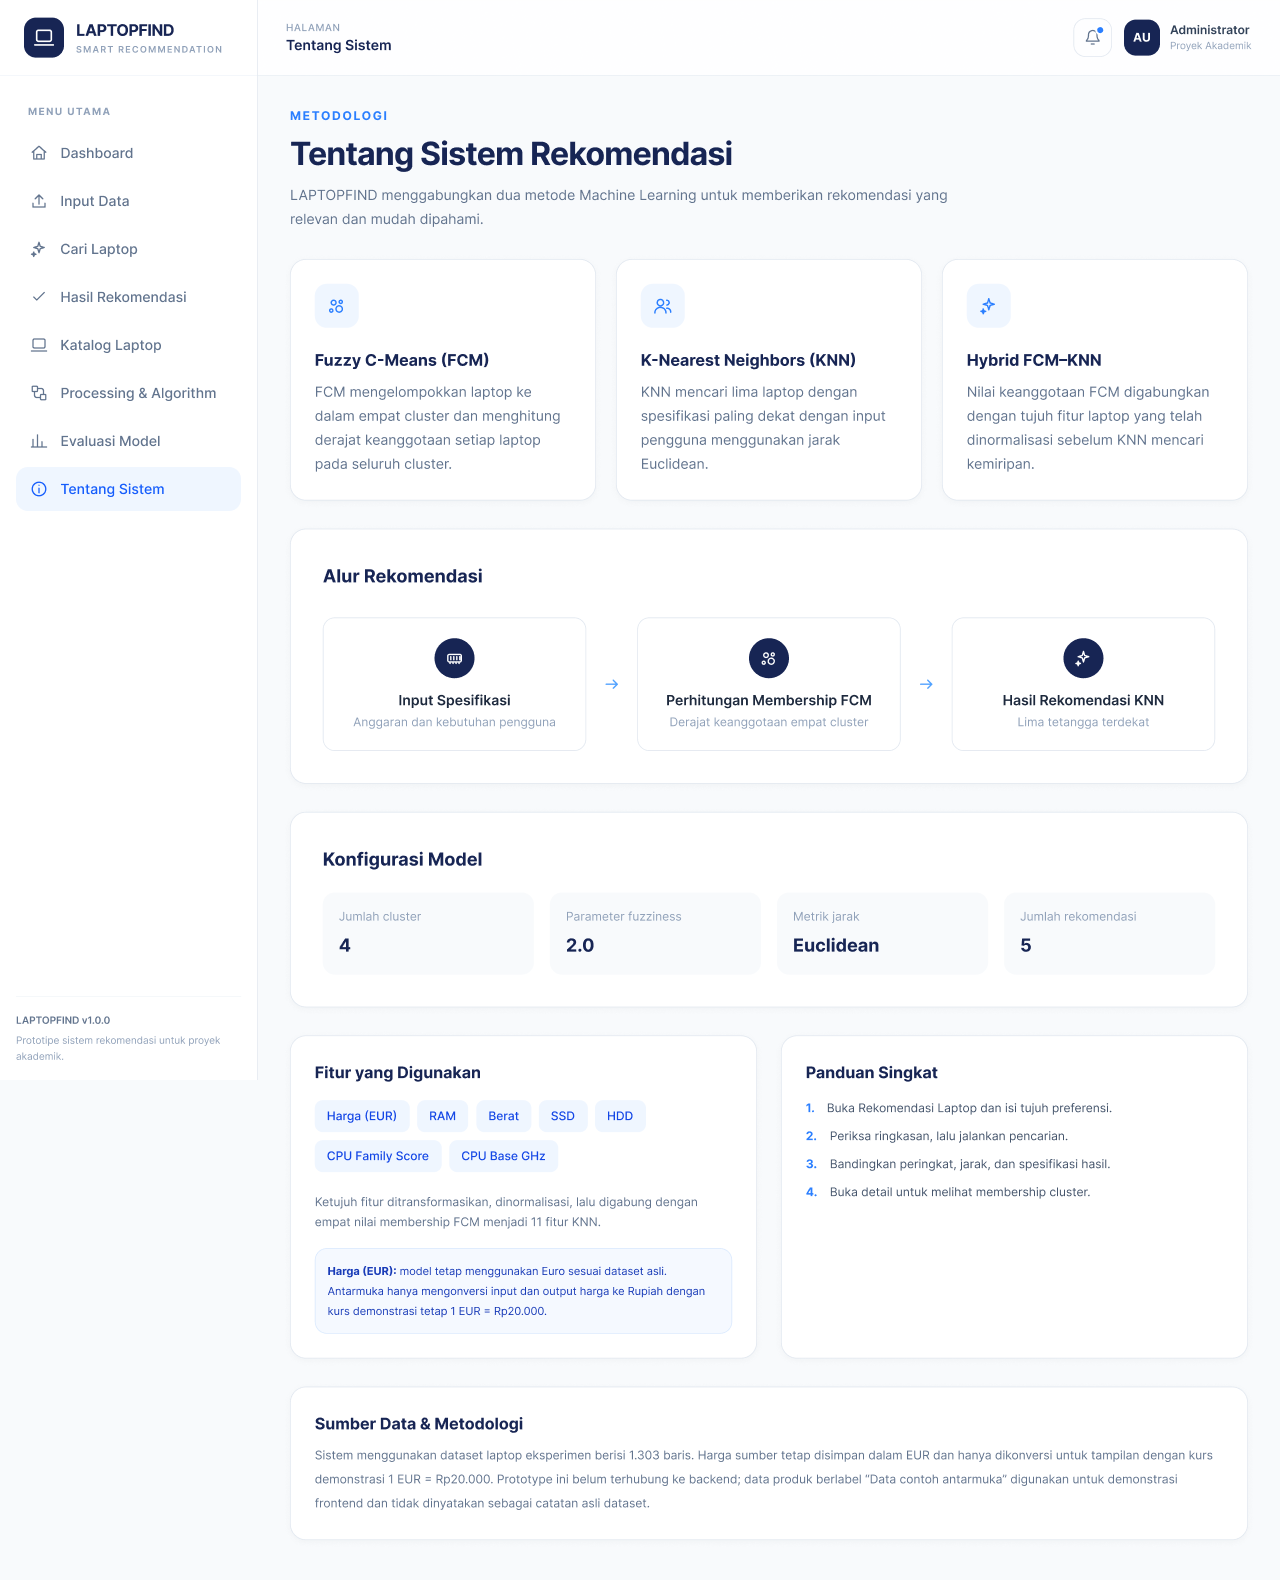 LAPTOPFIND
SMART RECOMMENDATION
MENU UTAMA
Dashboard
Input Data
Cari Laptop
Hasil Rekomendasi
Katalog Laptop
Processing & Algorithm
Evaluasi Model
Tentang Sistem
LAPTOPFIND v1.0.0
Prototipe sistem rekomendasi untuk proyek
akademik.
HALAMAN
Tentang Sistem
AU
Administrator
Proyek Akademik
METODOLOGI
Tentang Sistem Rekomendasi
LAPTOPFIND menggabungkan dua metode Machine Learning untuk memberikan rekomendasi yang
relevan dan mudah dipahami.
Fuzzy C-Means (FCM)
FCM mengelompokkan laptop ke
dalam empat cluster dan menghitung
derajat keanggotaan setiap laptop
pada seluruh cluster.
K-Nearest Neighbors (KNN)
KNN mencari lima laptop dengan
spesifikasi paling dekat dengan input
pengguna menggunakan jarak
Euclidean.
Hybrid FCM–KNN
Nilai keanggotaan FCM digabungkan
dengan tujuh fitur laptop yang telah
dinormalisasi sebelum KNN mencari
kemiripan.
Alur Rekomendasi
Input Spesifikasi
Anggaran dan kebutuhan pengguna
Perhitungan Membership FCM
Derajat keanggotaan empat cluster
Hasil Rekomendasi KNN
Lima tetangga terdekat
Konfigurasi Model
Jumlah cluster
4
Parameter fuzziness
2.0
Metrik jarak
Euclidean
Jumlah rekomendasi
5
Fitur yang Digunakan
Harga (EUR)
RAM
Berat
SSD
HDD
CPU Family Score
CPU Base GHz
Ketujuh fitur ditransformasikan, dinormalisasi, lalu digabung dengan
empat nilai membership FCM menjadi 11 fitur KNN.
Harga (EUR): model tetap menggunakan Euro sesuai dataset asli.
Antarmuka hanya mengonversi input dan output harga ke Rupiah dengan
kurs demonstrasi tetap 1 EUR = Rp20.000.
Panduan Singkat
1. Buka Rekomendasi Laptop dan isi tujuh preferensi.
2. Periksa ringkasan, lalu jalankan pencarian.
3. Bandingkan peringkat, jarak, dan spesifikasi hasil.
4. Buka detail untuk melihat membership cluster.
Sumber Data & Metodologi
Sistem menggunakan dataset laptop eksperimen berisi 1.303 baris. Harga sumber tetap disimpan dalam EUR dan hanya dikonversi untuk tampilan dengan kurs
demonstrasi 1 EUR = Rp20.000. Prototype ini belum terhubung ke backend; data produk berlabel “Data contoh antarmuka” digunakan untuk demonstrasi
frontend dan tidak dinyatakan sebagai catatan asli dataset.